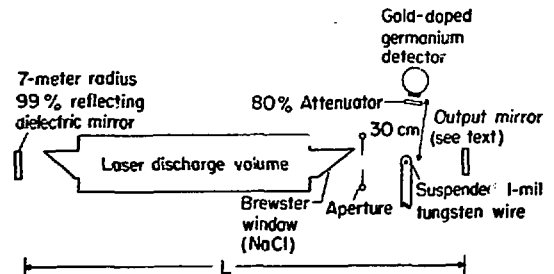 Gold-doped
germanium
detector
7-meter radius
99% reflecting
dielectric mirror
80% Attenuator
30 cm
Output mirror
(see text)
Laser discharge volume
Brewster
window
(NaCl)
Aperture
Suspended 1-mil
tungsten wire
L